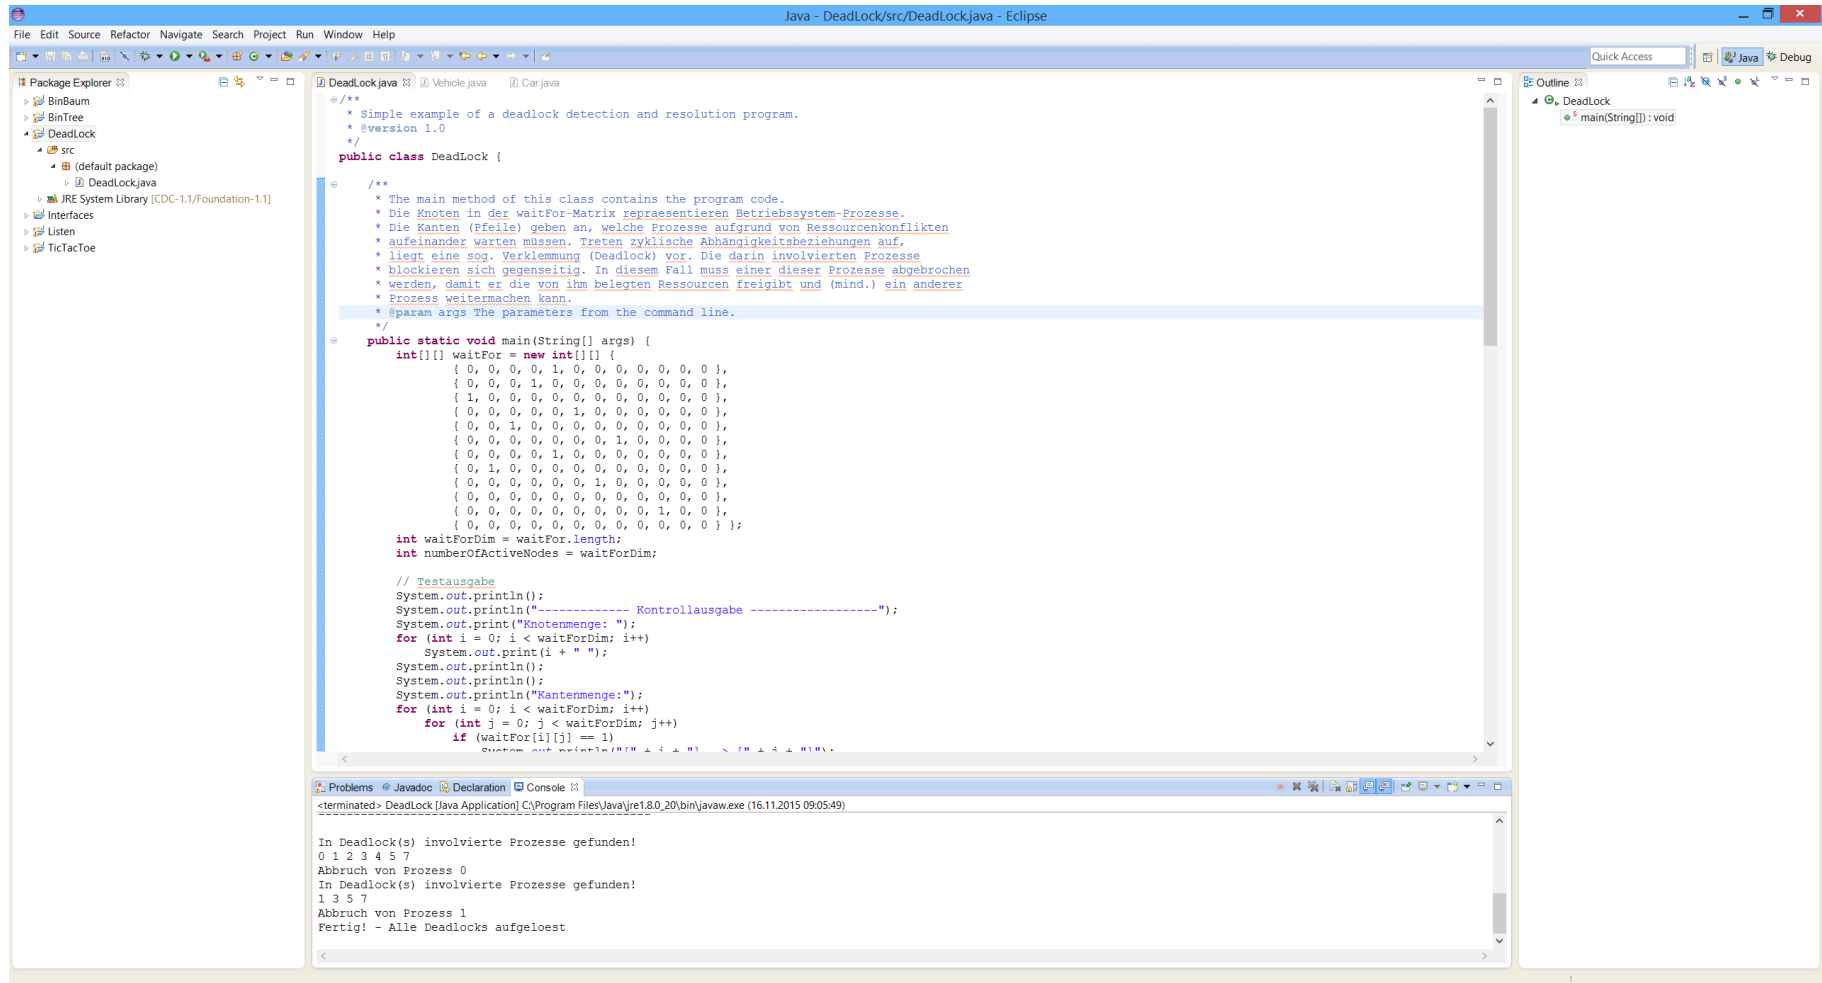 Java - DeadLock/src/DeadLock.java - Eclipse
File Edit Source Refactor Navigate Search Project Run Window Help
Quick Access
Java
Debug
Package Explorer
BinBaum
BinTree
DeadLock
src
(default package)
DeadLock.java
JRE System Library [CDC-1.1/Foundation-1.1]
Interfaces
Listen
TicTacToe
DeadLock.java Vehicle.java Car.java
/**
 * Simple example of a deadlock detection and resolution program.
 * @version 1.0
 */
public class DeadLock {
/**
 * The main method of this class contains the program code.
 * Die Knoten in der waitFor-Matrix repraesentieren Betriebssystem-Prozesse.
 * Die Kanten (Pfeile) geben an, welche Prozesse aufgrund von Ressourcenkonflikten
 * aufeinander warten müssen. Treten zyklische Abhängigkeitsbeziehungen auf,
 * liegt eine sog. Verklemmung (Deadlock) vor. Die darin involvierten Prozesse
 * blockieren sich gegenseitig. In diesem Fall muss einer dieser Prozesse abgebrochen
 * werden, damit er die von ihm belegten Ressourcen freigibt und (mind.) ein anderer
 * Prozess weitermachen kann.
 * @param args The parameters from the command line.
 */
public static void main(String[] args) {
int[][] waitFor = new int[][] {
{ 0, 0, 0, 0, 1, 0, 0, 0, 0, 0, 0, 0 },
{ 0, 0, 0, 1, 0, 0, 0, 0, 0, 0, 0, 0 },
{ 1, 0, 0, 0, 0, 0, 0, 0, 0, 0, 0, 0 },
{ 0, 0, 0, 0, 0, 1, 0, 0, 0, 0, 0, 0 },
{ 0, 0, 1, 0, 0, 0, 0, 0, 0, 0, 0, 0 },
{ 0, 0, 0, 0, 0, 0, 0, 1, 0, 0, 0, 0 },
{ 0, 0, 0, 0, 1, 0, 0, 0, 0, 0, 0, 0 },
{ 0, 1, 0, 0, 0, 0, 0, 0, 0, 0, 0, 0 },
{ 0, 0, 0, 0, 0, 0, 1, 0, 0, 0, 0, 0 },
{ 0, 0, 0, 0, 0, 0, 0, 0, 0, 0, 0, 0 },
{ 0, 0, 0, 0, 0, 0, 0, 0, 0, 1, 0, 0 },
{ 0, 0, 0, 0, 0, 0, 0, 0, 0, 0, 0, 0 } };
int waitForDim = waitFor.length;
int numberOfActiveNodes = waitForDim;
// Testausgabe
System.out.println();
System.out.println("------------- Kontrollausgabe ------------------");
System.out.print("Knotenmenge: ");
for (int i = 0; i < waitForDim; i++)
System.out.print(i + " ");
System.out.println();
System.out.println();
System.out.println("Kantenmenge:");
for (int i = 0; i < waitForDim; i++)
for (int j = 0; j < waitForDim; j++)
if (waitFor[i][j] == 1)
Problems Javadoc Declaration Console
<terminated> DeadLock [Java Application] C:\Program Files\Java\jre1.8.0_20\bin\javaw.exe (16.11.2015 09:05:49)
In Deadlock(s) involvierte Prozesse gefunden!
0 1 2 3 4 5 7
Abbruch von Prozess 0
In Deadlock(s) involvierte Prozesse gefunden!
1 3 5 7
Abbruch von Prozess 1
Fertig! - Alle Deadlocks aufgeloest
Outline
DeadLock
main(String[]) : void